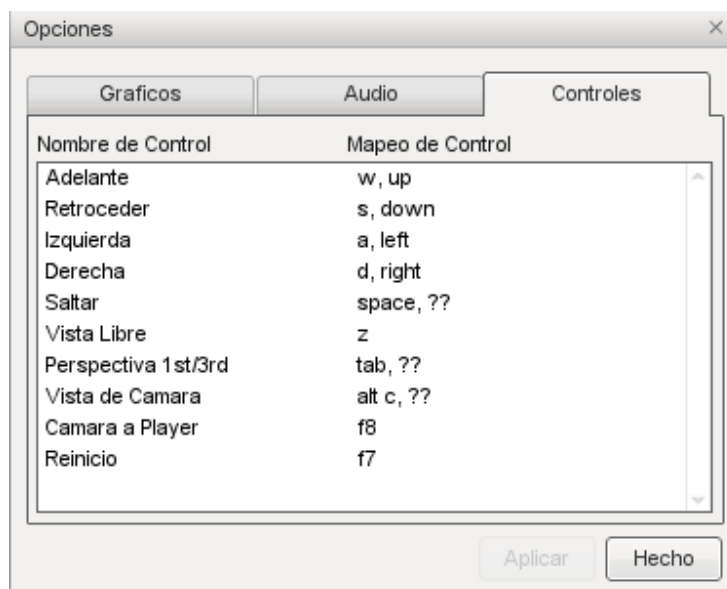 Opciones
Graficos Audio Controles
Nombre de Control Mapeo de Control
Adelante w, up
Retroceder s, down
Izquierda a, left
Derecha d, right
Saltar space, ??
Vista Libre z
Perspectiva 1st/3rd tab, ??
Vista de Camara alt c, ??
Camara a Player f8
Reinicio f7
Aplicar Hecho